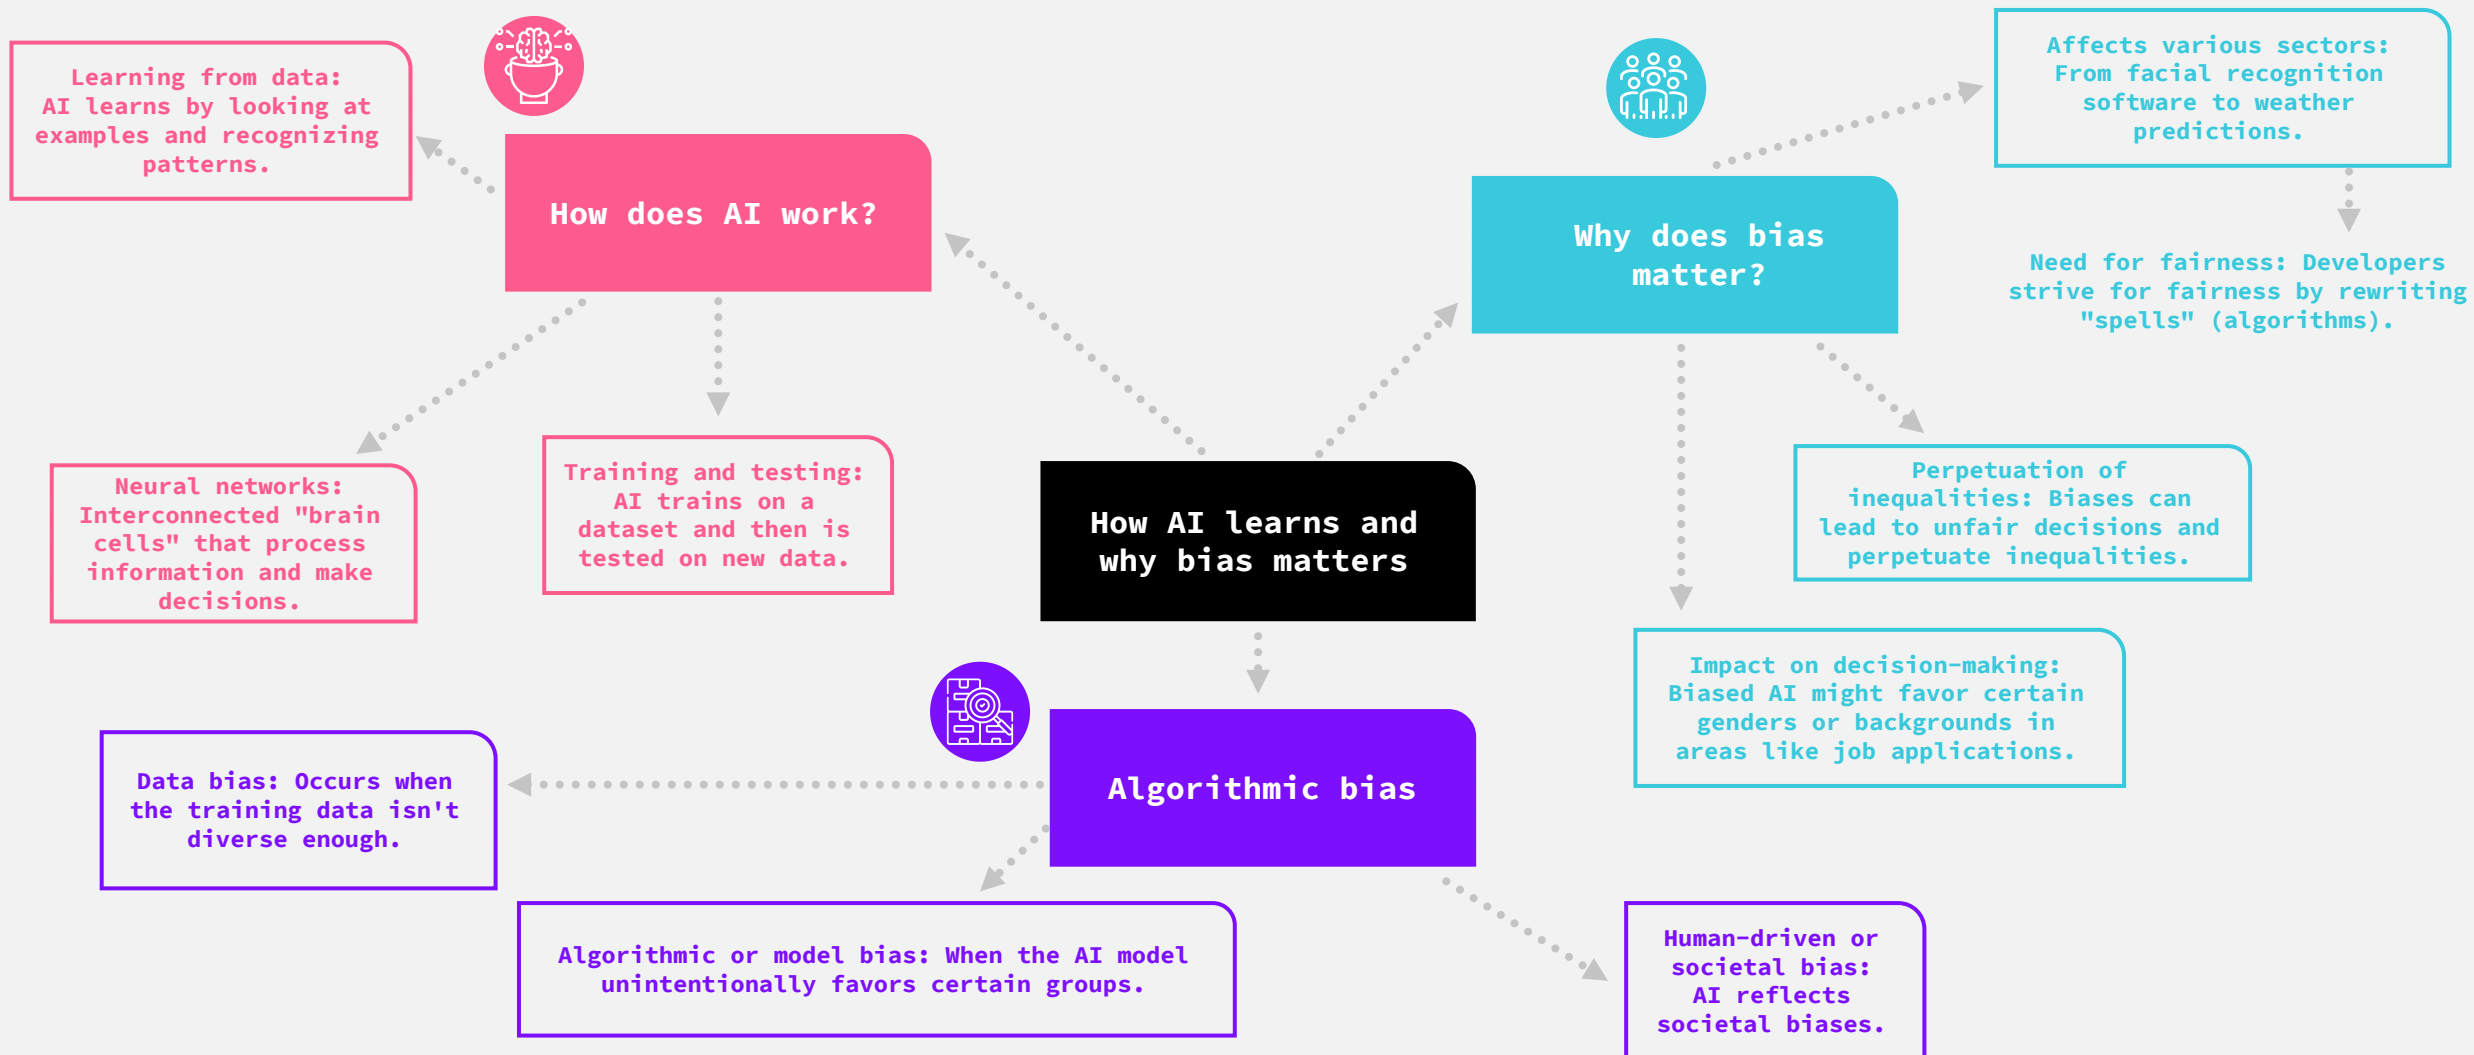 Learning from data:
AI learns by looking at
examples and recognizing
patterns.
How does AI work?
Neural networks:
Interconnected "brain
cells" that process
information and make
decisions.
Training and testing:
AI trains on a
dataset and then is
tested on new data.
How AI learns and
why bias matters
Why does bias
matter?
Affects various sectors:
From facial recognition
software to weather
predictions.
Need for fairness: Developers
strive for fairness by rewriting
"spells" (algorithms).
Perpetuation of
inequalities: Biases can
lead to unfair decisions and
perpetuate inequalities.
Impact on decision-making:
Biased AI might favor certain
genders or backgrounds in
areas like job applications.
Algorithmic bias
Data bias: Occurs when
the training data isn't
diverse enough.
Algorithmic or model bias: When the AI model
unintentionally favors certain groups.
Human-driven or
societal bias:
AI reflects
societal biases.